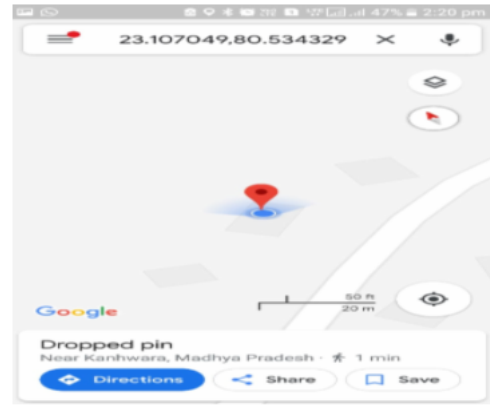 47% 2:20 pm
23.107049,80.534329
50 ft
20 m
Google
Dropped pin
Near Kanhwara, Madhya Pradesh · 1 min
Directions Share Save